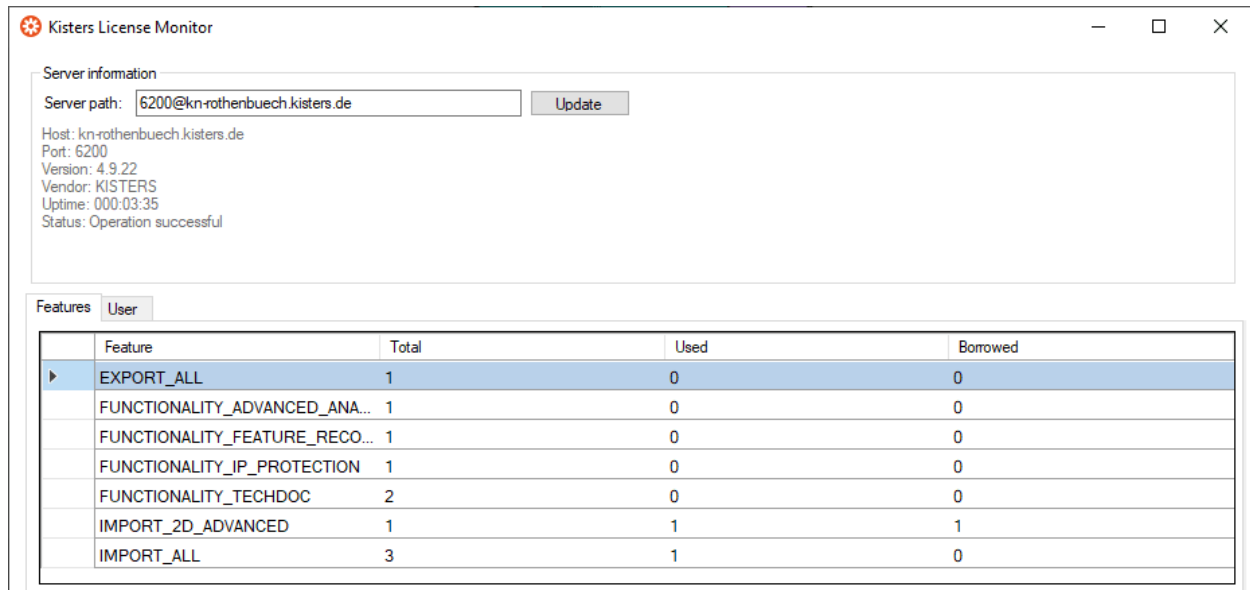 Kisters License Monitor
Server information
Server path: 6200@kn-rothenbuech.kisters.de Update
Host: kn-rothenbuech.kisters.de
Port: 6200
Version: 4.9.22
Vendor: KISTERS
Uptime: 000:03:35
Status: Operation successful
Features User
Feature Total Used Borrowed
EXPORT_ALL 1 0 0
FUNCTIONALITY_ADVANCED_ANA... 1 0 0
FUNCTIONALITY_FEATURE_RECO... 1 0 0
FUNCTIONALITY_IP_PROTECTION 1 0 0
FUNCTIONALITY_TECHDOC 2 0 0
IMPORT_2D_ADVANCED 1 1 1
IMPORT_ALL 3 1 0